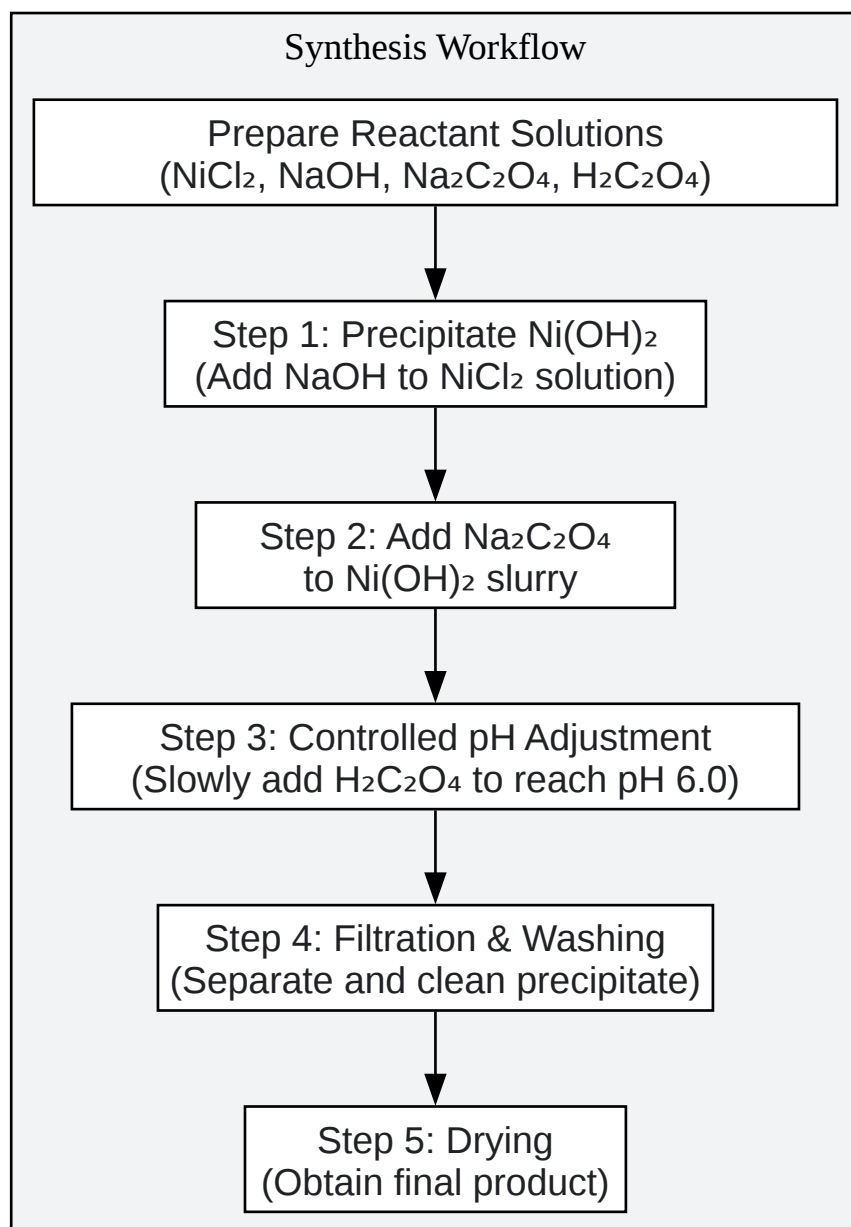 Synthesis Workflow
Prepare Reactant Solutions
(NiCl₂, NaOH, Na₂C₂O₄, H₂C₂O₄)
Step 1: Precipitate Ni(OH)₂
(Add NaOH to NiCl₂ solution)
Step 2: Add Na₂C₂O₄
to Ni(OH)₂ slurry
Step 3: Controlled pH Adjustment
(Slowly add H₂C₂O₄ to reach pH 6.0)
Step 4: Filtration & Washing
(Separate and clean precipitate)
Step 5: Drying
(Obtain final product)